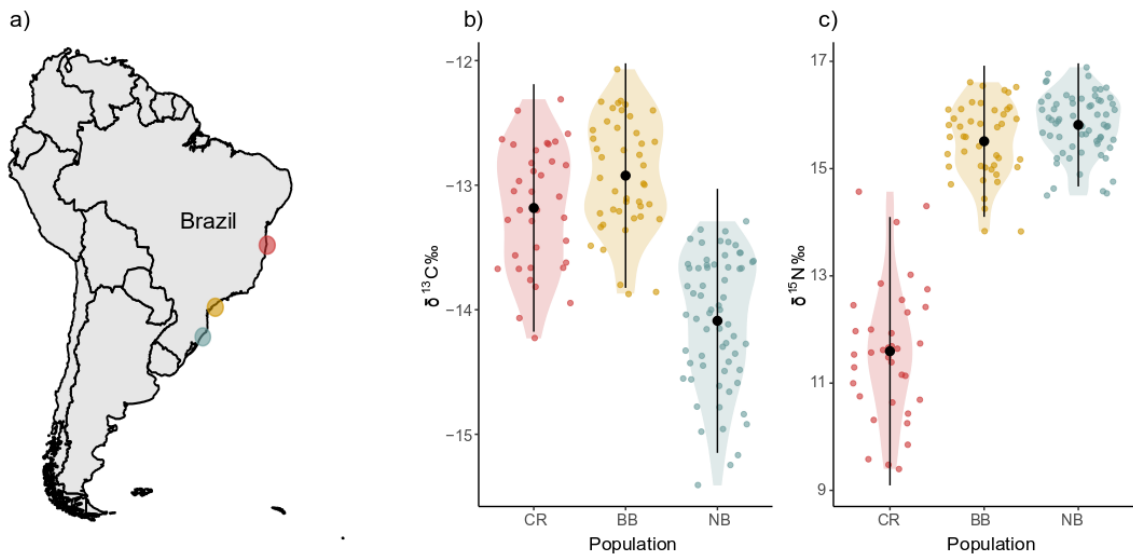 a)
Brazil
b)
δ ¹³C‰
−12
−13
−14
−15
CR BB NB
Population
c)
δ ¹⁵N‰
17
15
13
11
9
CR BB NB
Population